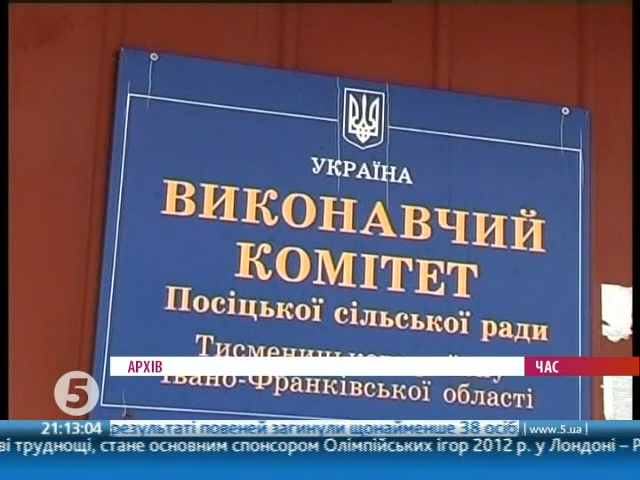 УКРАЇНА
ВИКОНАВЧИЙ
КОМІТЕТ
Посіцької сільської ради
Івано-Франківської області
АРХІВ
ЧАС
5
21:13:04
результаті повеней загинули щонайменше 38 осіб
www.5.ua
ві труднощі, стане основним спонсором Олімпійських ігор 2012 р. у Лондоні – Р